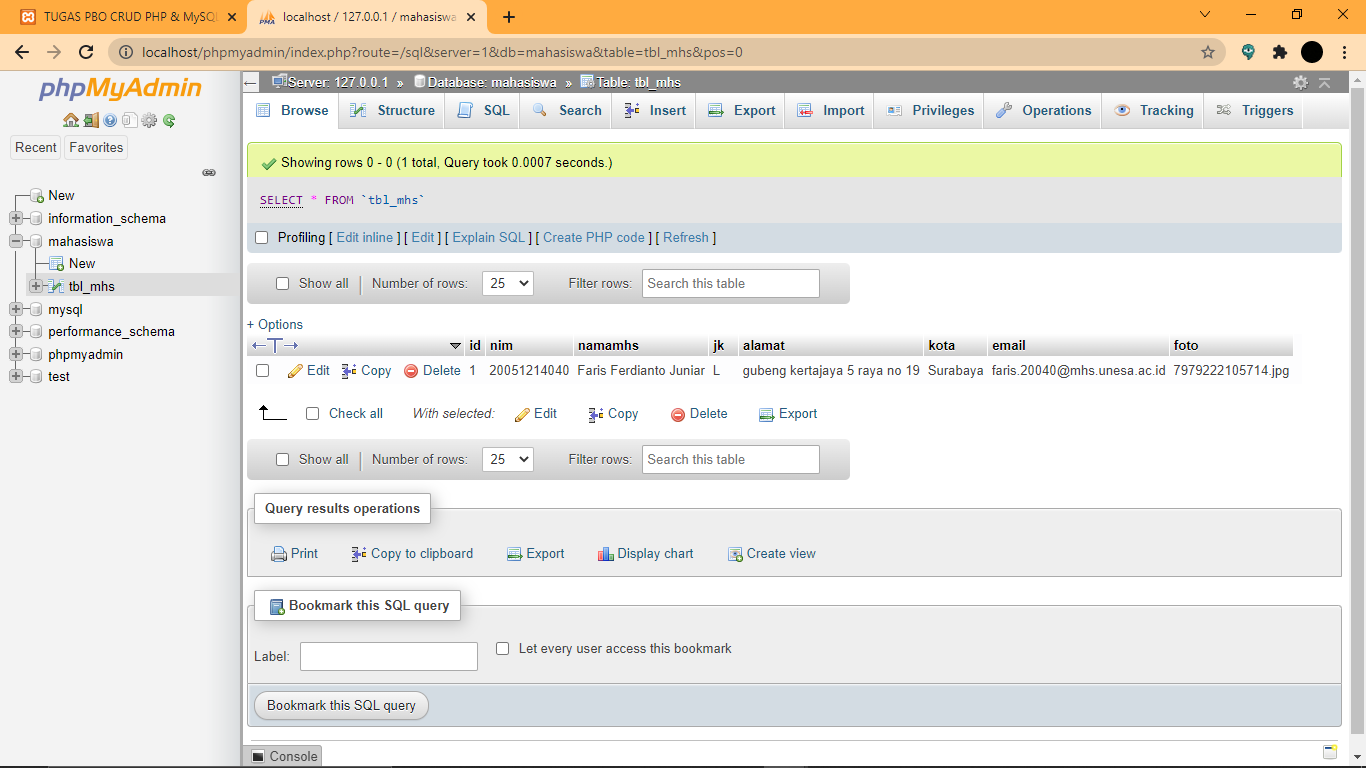 TUGAS PBO CRUD PHP & MySQ
localhost / 127.0.0.1 / mahasiswa
localhost/phpmyadmin/index.php?route=/sql&server=1&db=mahasiswa&table=tbl_mhs&pos=0
phpMyAdmin
Recent Favorites
New
information_schema
mahasiswa
New
tbl_mhs
mysql
performance_schema
phpmyadmin
test
Server: 127.0.0.1 » Database: mahasiswa » Table: tbl_mhs
Browse Structure SQL Search Insert Export Import Privileges Operations Tracking Triggers
Showing rows 0 - 0 (1 total, Query took 0.0007 seconds.)
SELECT * FROM `tbl_mhs`
Profiling [ Edit inline ] [ Edit ] [ Explain SQL ] [ Create PHP code ] [ Refresh ]
Show all Number of rows: 25 Filter rows: Search this table
+ Options
id nim namamhs jk alamat kota email foto
Edit Copy Delete 1 20051214040 Faris Ferdianto Juniar L gubeng kertajaya 5 raya no 19 Surabaya faris.20040@mhs.unesa.ac.id 7979222105714.jpg
Check all With selected: Edit Copy Delete Export
Show all Number of rows: 25 Filter rows: Search this table
Query results operations
Print Copy to clipboard Export Display chart Create view
Bookmark this SQL query
Label: Let every user access this bookmark
Bookmark this SQL query
Console